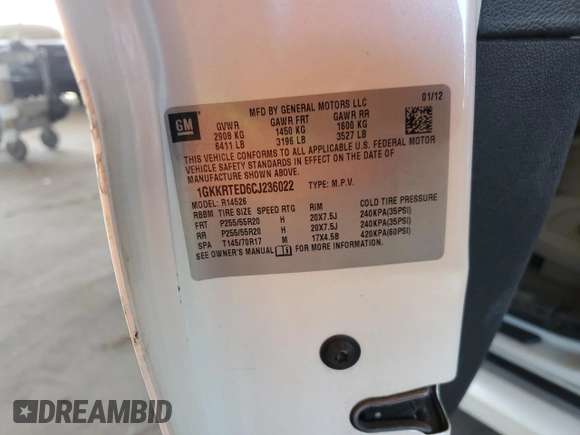 GM
MFD BY GENERAL MOTORS LLC
01/12
GVWR GAWR FRT GAWR RR
2908 KG 1450 KG 1600 KG
6411 LB 3196 LB 3527 LB
THIS VEHICLE CONFORMS TO ALL APPLICABLE U.S. FEDERAL MOTOR
VEHICLE SAFETY STANDARDS IN EFFECT ON THE DATE OF
MANUFACTURE SHOWN ABOVE.
1GKKRTED6CJ236022 TYPE: M.P.V.
MODEL: R14526
RBBM TIRE SIZE SPEED RTG RIM COLD TIRE PRESSURE
FRT P255/55R20 H 20X7.5J 240KPA(35PSI)
RR P255/55R20 H 20X7.5J 240KPA(35PSI)
SPA T145/70R17 M 17X4.5B 420KPA(60PSI)
SEE OWNER'S MANUAL FOR MORE INFORMATION.
DREAMBID